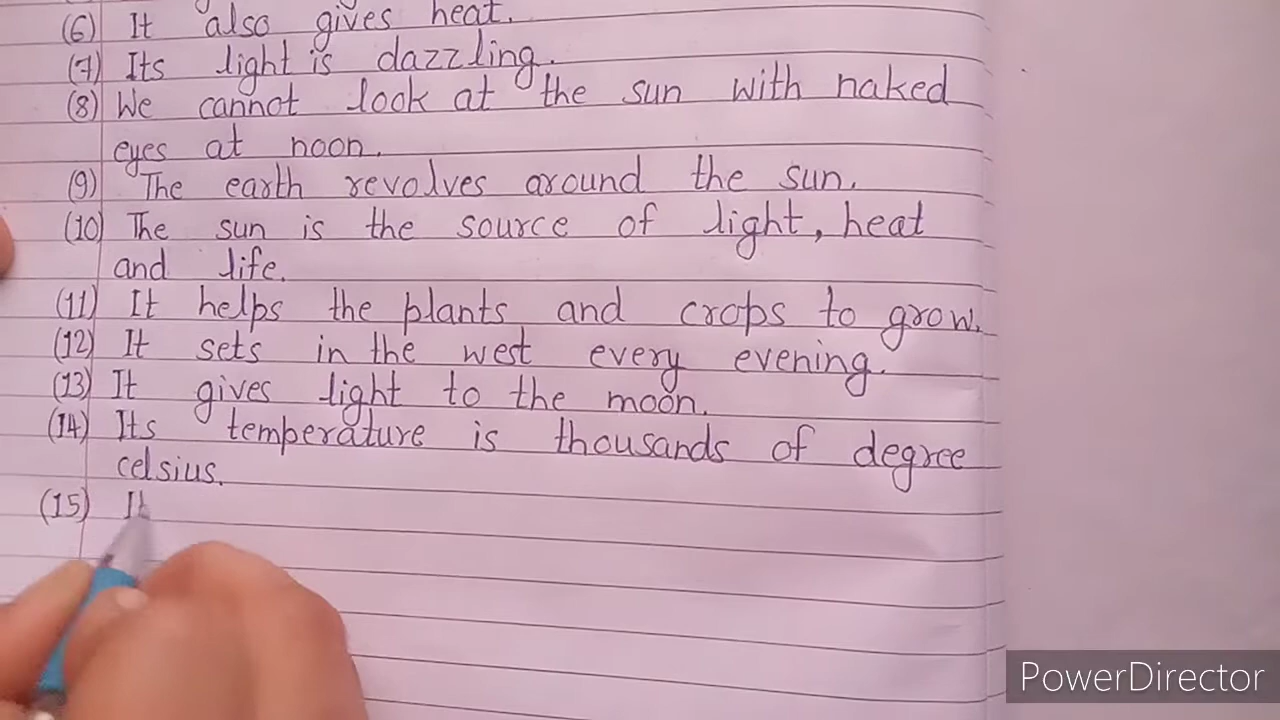 (6) It also gives heat.
(7) Its light is dazzling.
(8) We cannot look at the sun with naked
eyes at noon.
(9) The earth revolves around the sun.
(10) The sun is the source of light, heat
and life.
(11) It helps the plants and crops to grow.
(12) It sets in the west every evening.
(13) It gives light to the moon.
(14) Its temperature is thousands of degree
celsius.
(15) It
PowerDirector